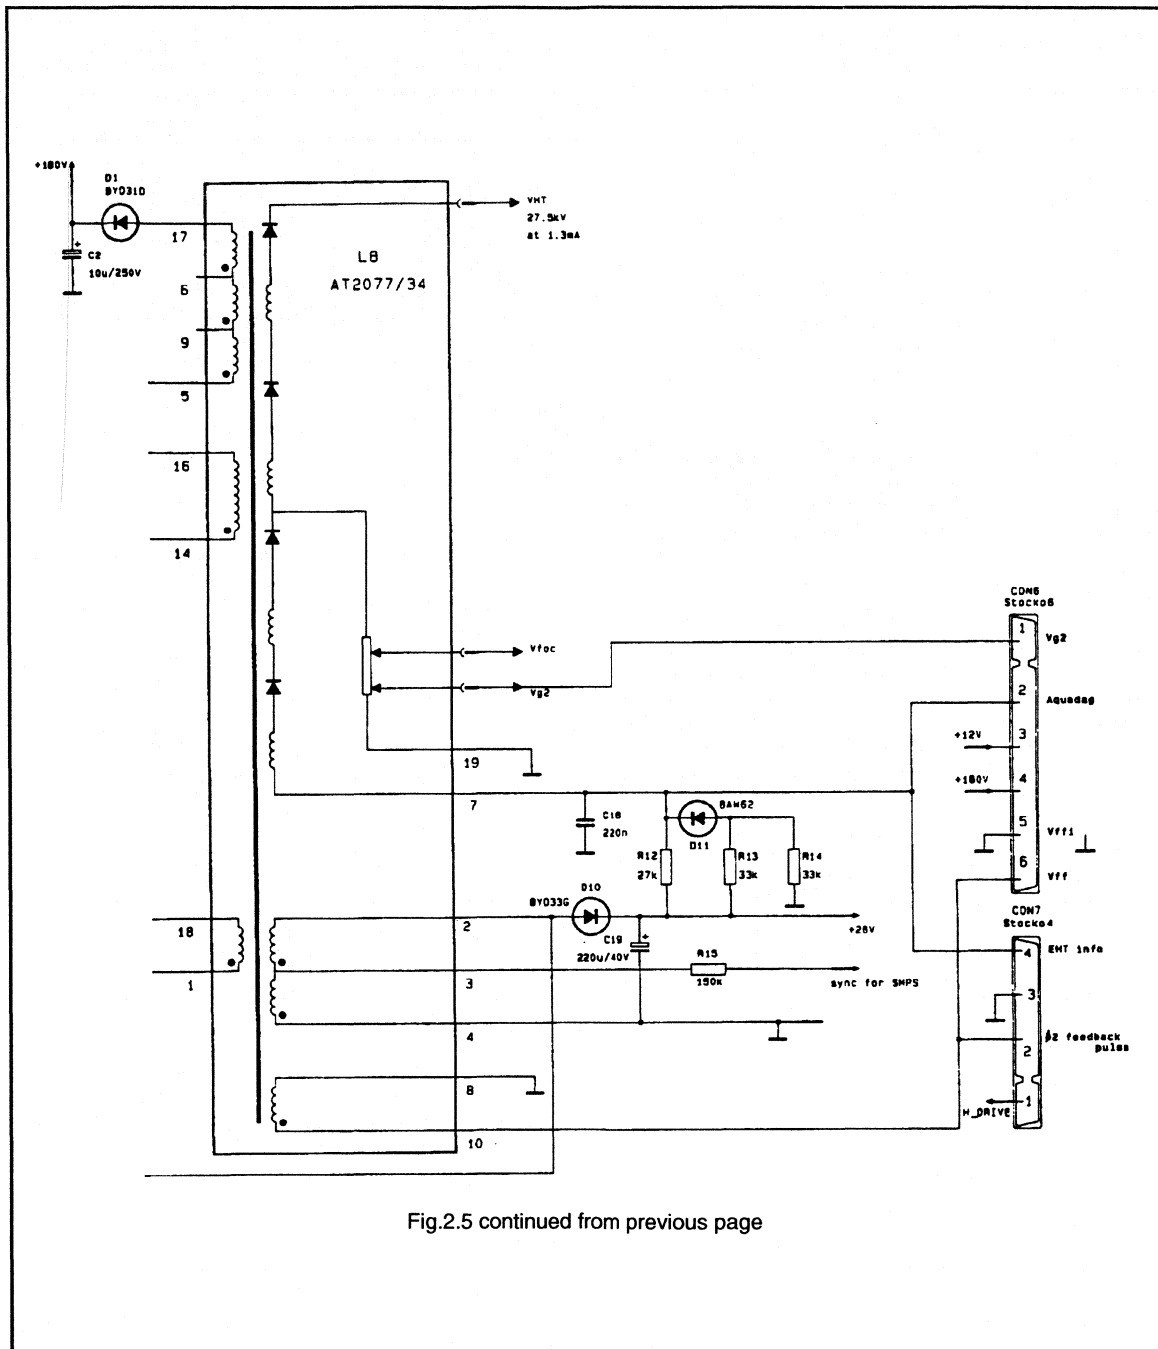 +180V
D1
BYD31D
C2
10u/250V
17
6
9
5
16
14
18
1
L8
AT2077/34
VHT
27.5kV
at 1.3mA
Vfoc
Vg2
19
7
C18
220n
R12
27k
BAW62
D11
R13
33k
R14
33k
BYD33G
D10
2
C19
220u/40V
+26V
R15
150k
sync for SMPS
3
4
8
10
CON6
Stocko6
1
Vg2
2
Aquadag
3
+12V
4
+180V
5
Vffi
6
Vff
CON7
Stocko4
4
EHT info
3
2
ϕ2 feedback
pulse
1
H_DRIVE
+
+
Fig.2.5 continued from previous page